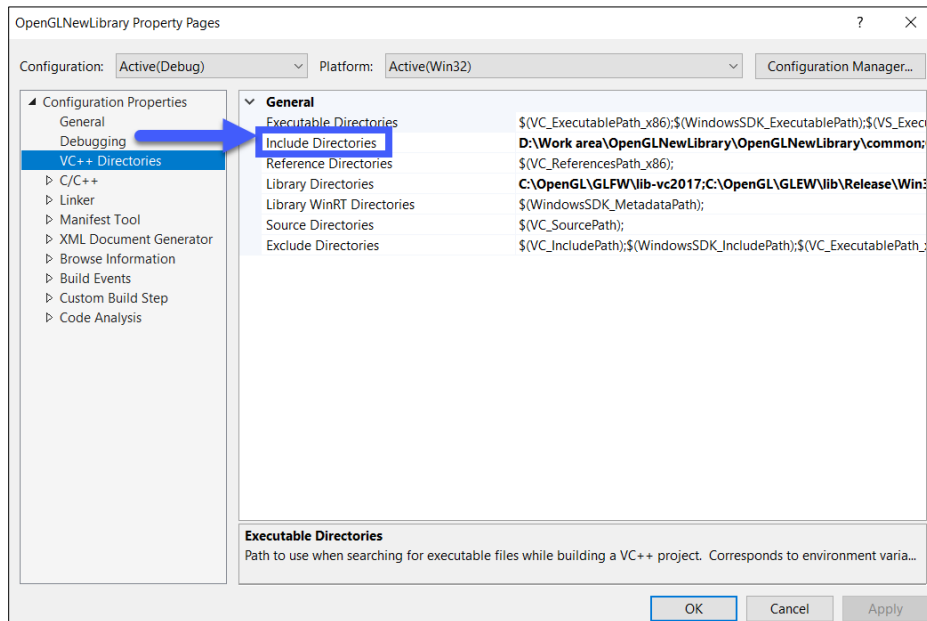 OpenGLNewLibrary Property Pages
Configuration: Active(Debug) Platform: Active(Win32) Configuration Manager...
Configuration Properties
General
Debugging
VC++ Directories
C/C++
Linker
Manifest Tool
XML Document Generator
Browse Information
Build Events
Custom Build Step
Code Analysis
General
Executable Directories $(VC_ExecutablePath_x86);$(WindowsSDK_ExecutablePath);$(VS_Execu
Include Directories D:\Work area\OpenGLNewLibrary\OpenGLNewLibrary\common;
Reference Directories $(VC_ReferencesPath_x86);
Library Directories C:\OpenGL\GLFW\lib-vc2017;C:\OpenGL\GLEW\lib\Release\Win3
Library WinRT Directories $(WindowsSDK_MetadataPath);
Source Directories $(VC_SourcePath);
Exclude Directories $(VC_IncludePath);$(WindowsSDK_IncludePath);$(VC_ExecutablePath_
Executable Directories
Path to use when searching for executable files while building a VC++ project. Corresponds to environment varia...
OK Cancel Apply